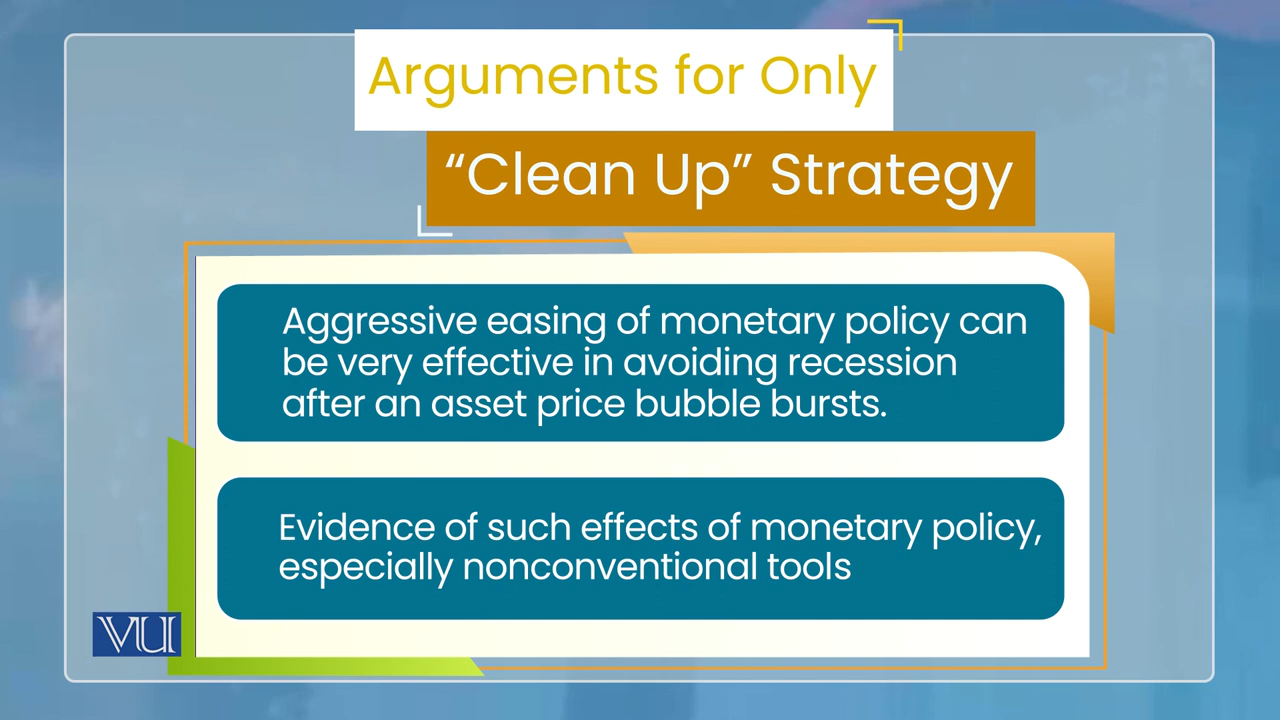 Arguments for Only
“Clean Up” Strategy
Aggressive easing of monetary policy can
be very effective in avoiding recession
after an asset price bubble bursts.
Evidence of such effects of monetary policy,
especially nonconventional tools
VU